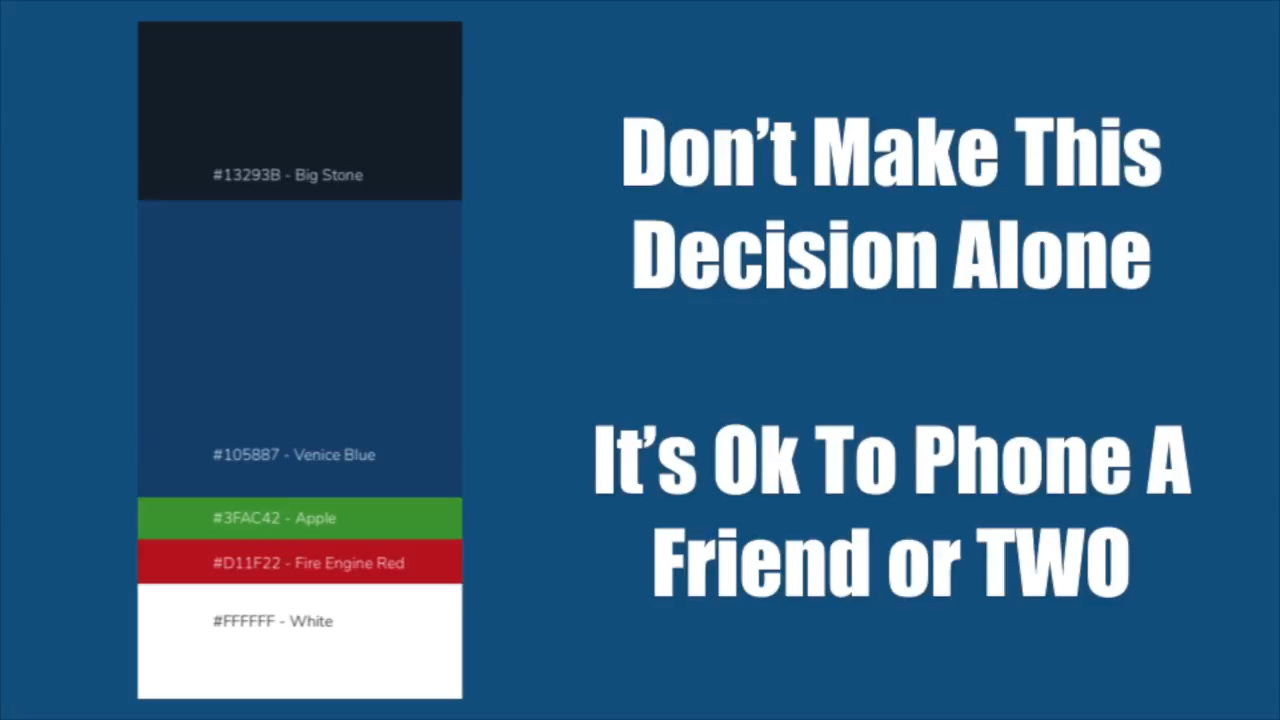 #13293B - Big Stone
#105887 - Venice Blue
#3FAC42 - Apple
#D11F22 - Fire Engine Red
#FFFFFF - White
Don't Make This
Decision Alone
It's Ok To Phone A
Friend or TWO